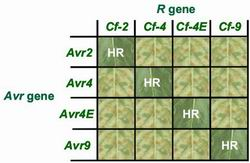 R gene
Cf-2 Cf-4 Cf-4E Cf-9
Avr2 HR
Avr4 HR
Avr gene
Avr4E HR
Avr9 HR